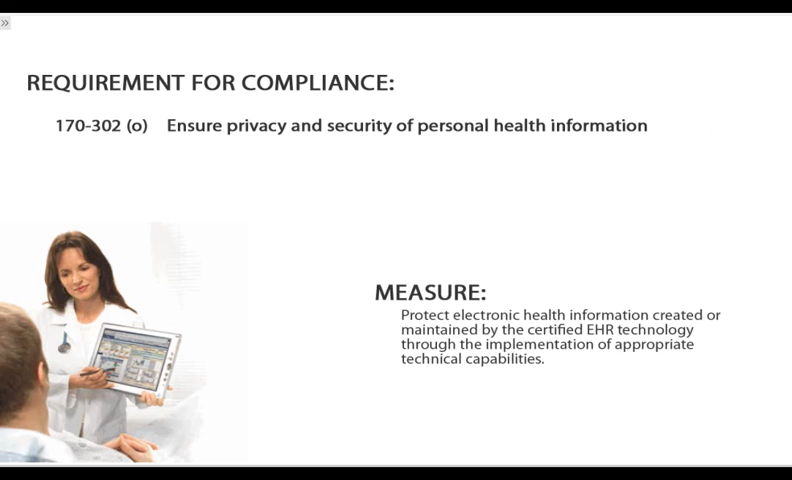 »
REQUIREMENT FOR COMPLIANCE:
170-302 (o) Ensure privacy and security of personal health information
MEASURE:
Protect electronic health information created or
maintained by the certified EHR technology
through the implementation of appropriate
technical capabilities.